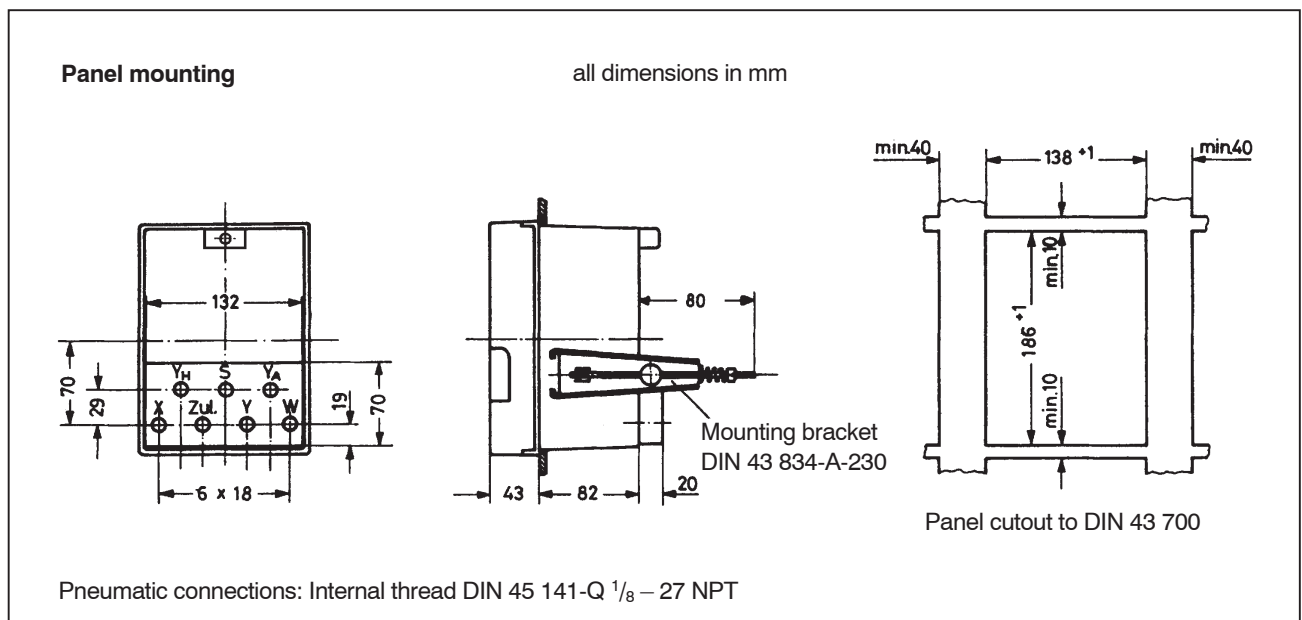 Panel mounting
all dimensions in mm
min.40
138 +1
min.40
132
80
min.10
186 +1
70
29
YH
S
YA
X
Zul.
Y
W
19
70
min.10
Mounting bracket
DIN 43 834-A-230
6 x 18
43
82
20
Panel cutout to DIN 43 700
Pneumatic connections: Internal thread DIN 45 141-Q 1/8 – 27 NPT